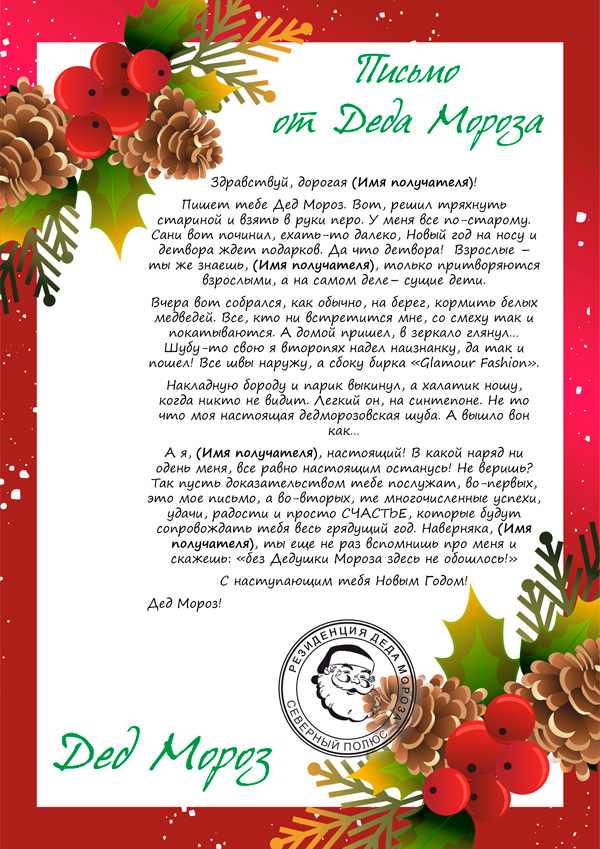 Письмо
от Деда Мороза
Здравствуй, дорогая (Имя получателя)!
Пишет тебе Дед Мороз. Вот, решил тряхнуть
стариной и взять в руки перо. У меня все по-старому.
Сани вот починил, ехать-то далеко, Новый год на носу и
детвора ждет подарков. Да что детвора! Взрослые –
ты же знаешь, (Имя получателя), только притворяются
взрослыми, а на самом деле– сущие дети.
Вчера вот собрался, как обычно, на берег, кормить белых
медведей. Все, кто ни встретится мне, со смеху так и
покатываются. А домой пришел, в зеркало глянул...
Шубу-то свою я второпях надел наизнанку, да так и
пошел! Все швы наружу, а сбоку бирка «Glamour Fashion».
Накладную бороду и парик выкинул, а халатик ношу,
когда никто не видит. Легкий он, на синтепоне. Не то
что моя настоящая дедморозовская шуба. А вышло вон
как...
А я, (Имя получателя), настоящий! В какой наряд ни
одень меня, все равно настоящим останусь! Не веришь?
Так пусть доказательством тебе послужат, во-первых,
это мое письмо, а во-вторых, те многочисленные успехи,
удачи, радости и просто СЧАСТЬЕ, которые будут
сопровождать тебя весь грядущий год. Наверняка, (Имя
получателя), ты еще не раз вспомнишь про меня и
скажешь: «без Дедушки Мороза здесь не обошлось!»
С наступающим тебя Новым Годом!
Дед Мороз!
РЕЗИДЕНЦИЯ ДЕДА МОРОЗА
СЕВЕРНЫЙ ПОЛЮС
Дед Мороз